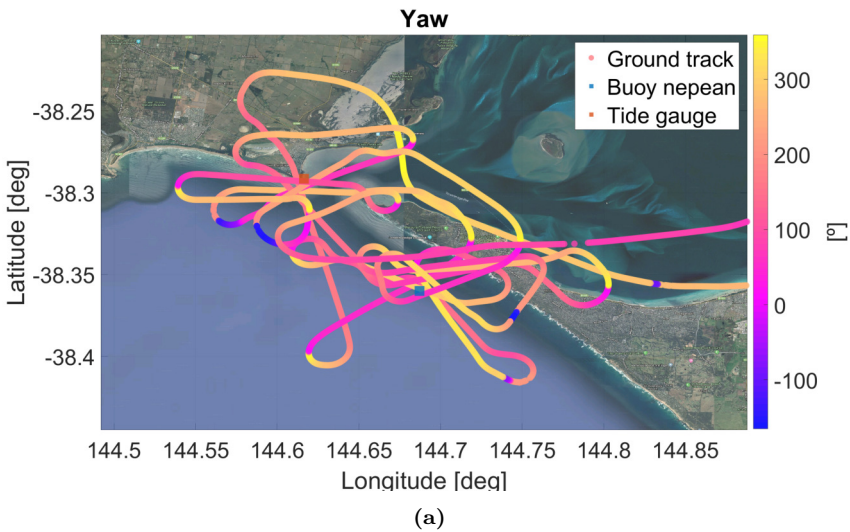 Yaw
Ground track
Buoy nepean
Tide gauge
-38.25
-38.3
-38.35
-38.4
Latitude [deg]
144.5
144.55
144.6
144.65
144.7
144.75
144.8
144.85
Longitude [deg]
300
200
100
0
-100
[º]
(a)